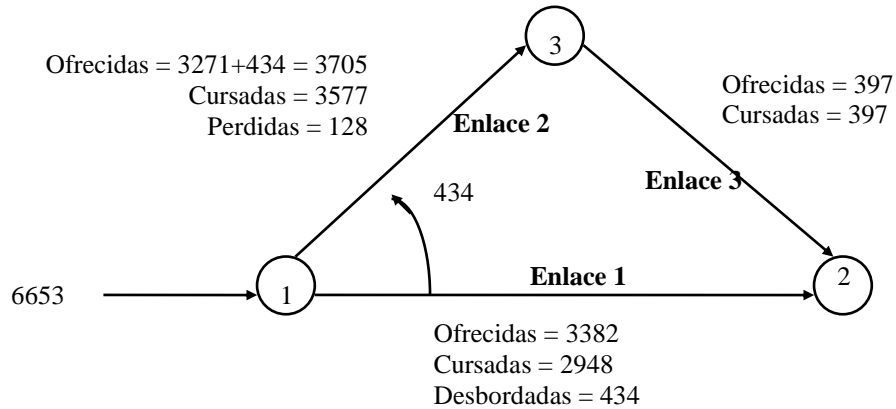 3
Ofrecidas = 3271+434 = 3705
Cursadas = 3577
Perdidas = 128
Ofrecidas = 397
Cursadas = 397
Enlace 2
Enlace 3
434
6653
1
Enlace 1
2
Ofrecidas = 3382
Cursadas = 2948
Desbordadas = 434